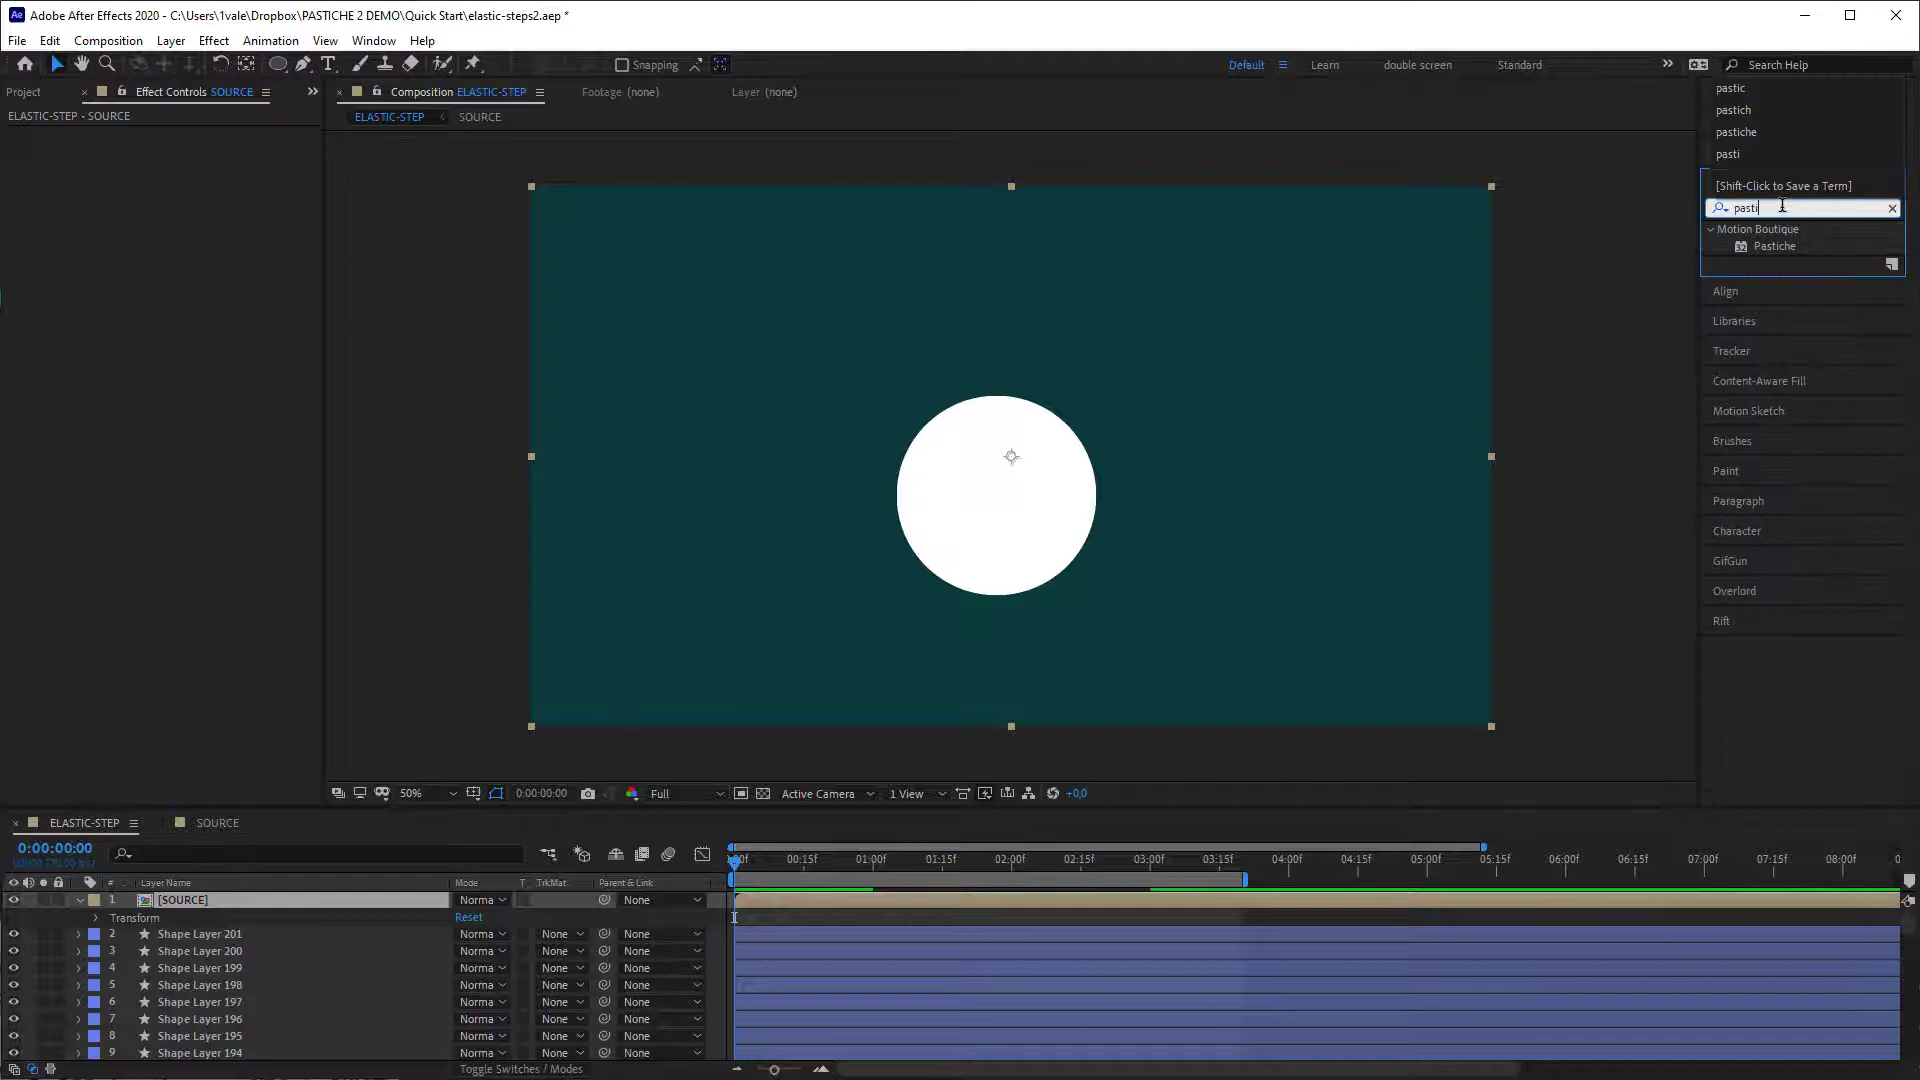 Ae Adobe After Effects 2020 - C:\Users\1vale\Dropbox\PASTICHE 2 DEMO\Quick Start\elastic-steps2.aep *
File Edit Composition Layer Effect Animation View Window Help
Snapping Default Learn double screen Standard Search Help
Project Effect Controls SOURCE Composition ELASTIC-STEP Footage (none) Layer (none)
ELASTIC-STEP - SOURCE
ELASTIC-STEP SOURCE
pastic
pastich
pastiche
pasti
[Shift-Click to Save a Term]
pasti
Motion Boutique
32 Pastiche
Align
Libraries
Tracker
Content-Aware Fill
Motion Sketch
Brushes
Paint
Paragraph
Character
GifGun
Overlord
Rift
50% 0:00:00:00 Full Active Camera 1 View +0,0
ELASTIC-STEP SOURCE
0:00:00:00
:00f 00:15f 01:00f 01:15f 02:00f 02:15f 03:00f 03:15f 04:00f 04:15f 05:00f 05:15f 06:00f 06:15f 07:00f 07:15f 08:00f 0
# Layer Name Mode T TrkMat Parent & Link
1 [SOURCE] Norma None
Transform Reset
2 Shape Layer 201 Norma None None
3 Shape Layer 200 Norma None None
4 Shape Layer 199 Norma None None
5 Shape Layer 198 Norma None None
6 Shape Layer 197 Norma None None
7 Shape Layer 196 Norma None None
8 Shape Layer 195 Norma None None
9 Shape Layer 194 Norma None None
Toggle Switches / Modes